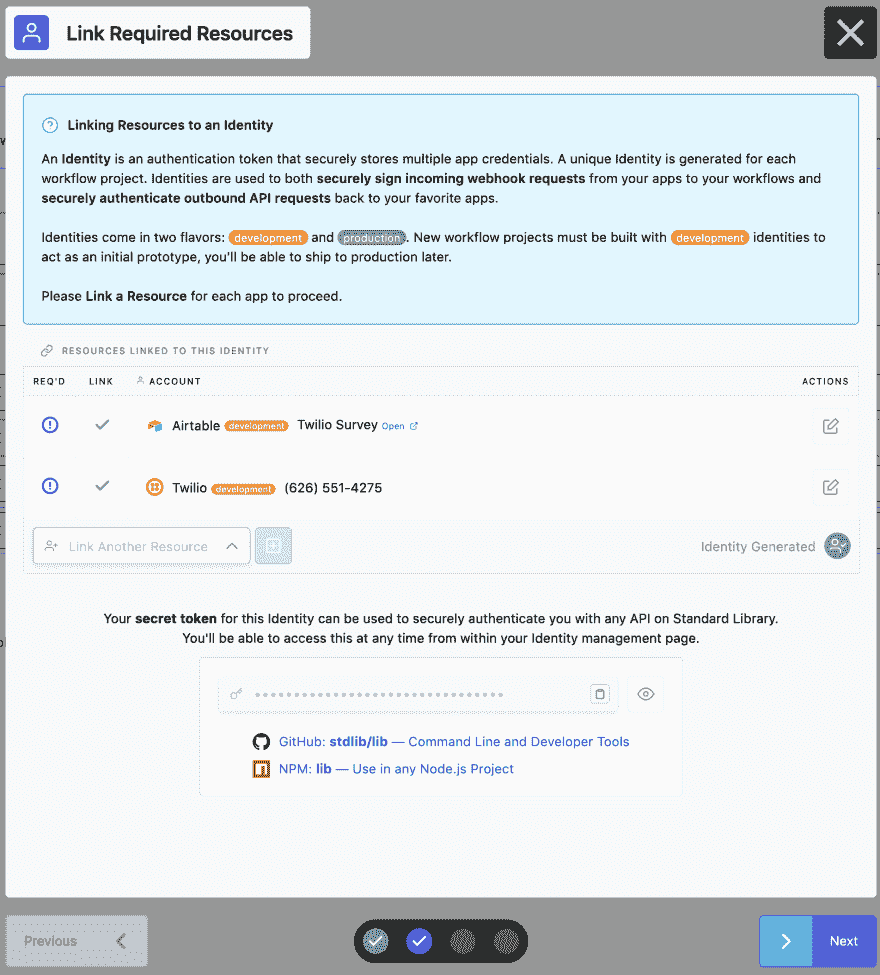 Link Required Resources
Linking Resources to an Identity
An Identity is an authentication token that securely stores multiple app credentials. A unique Identity is generated for each
workflow project. Identities are used to both securely sign incoming webhook requests from your apps to your workflows and
securely authenticate outbound API requests back to your favorite apps.
Identities come in two flavors: development and production. New workflow projects must be built with development identities to
act as an initial prototype, you'll be able to ship to production later.
Please Link a Resource for each app to proceed.
RESOURCES LINKED TO THIS IDENTITY
REQ'D LINK ACCOUNT ACTIONS
Airtable development Twilio Survey Open
Twilio development (626) 551-4275
Link Another Resource Identity Generated
Your secret token for this Identity can be used to securely authenticate you with any API on Standard Library.
You'll be able to access this at any time from within your Identity management page.
GitHub: stdlib/lib — Command Line and Developer Tools
NPM: lib — Use in any Node.js Project
Previous Next